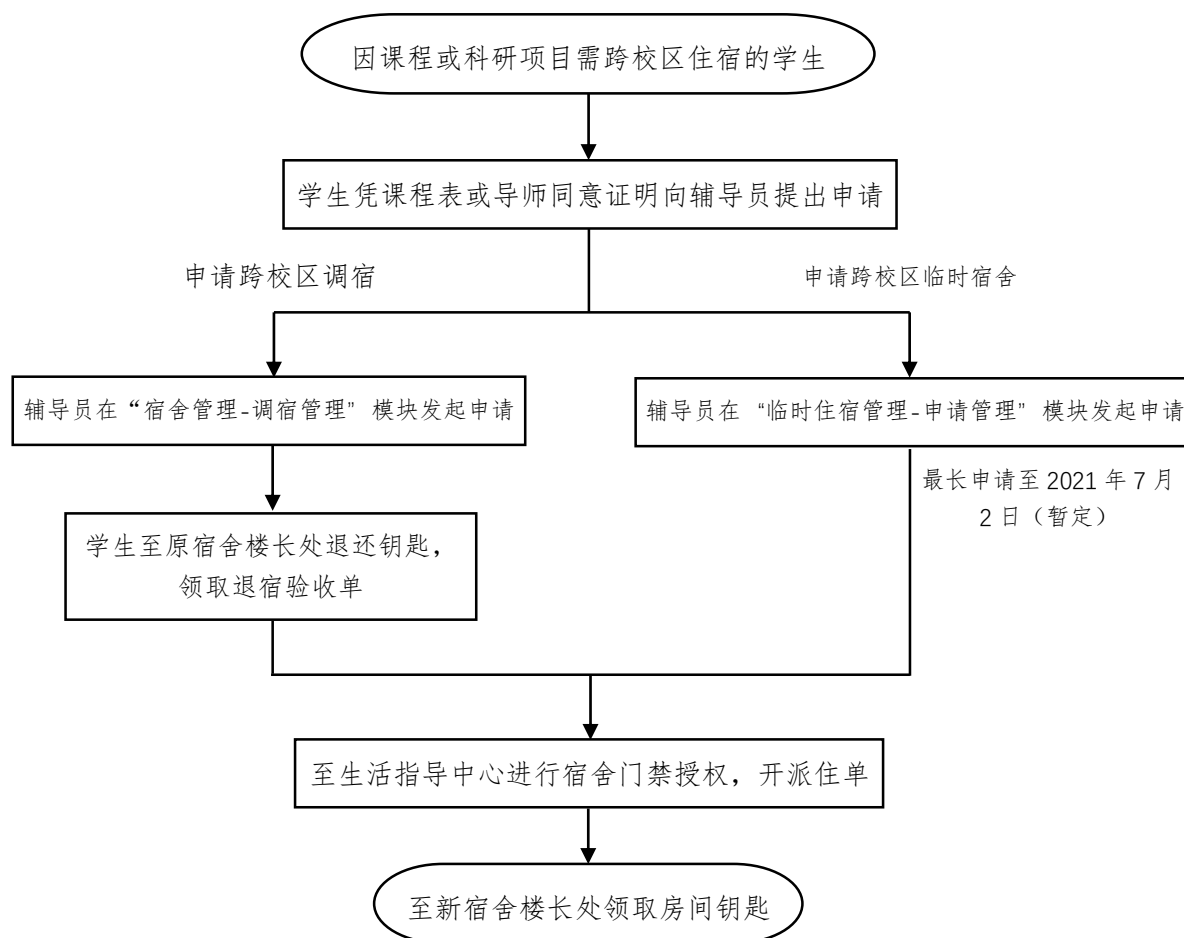 因课程或科研项目需跨校区住宿的学生
学生凭课程表或导师同意证明向辅导员提出申请
申请跨校区调宿
申请跨校区临时宿舍
辅导员在“宿舍管理-调宿管理”模块发起申请
辅导员在“临时住宿管理-申请管理”模块发起申请
最长申请至 2021 年 7 月
2 日（暂定）
学生至原宿舍楼长处退还钥匙，
领取退宿验收单
至生活指导中心进行宿舍门禁授权，开派住单
至新宿舍楼长处领取房间钥匙